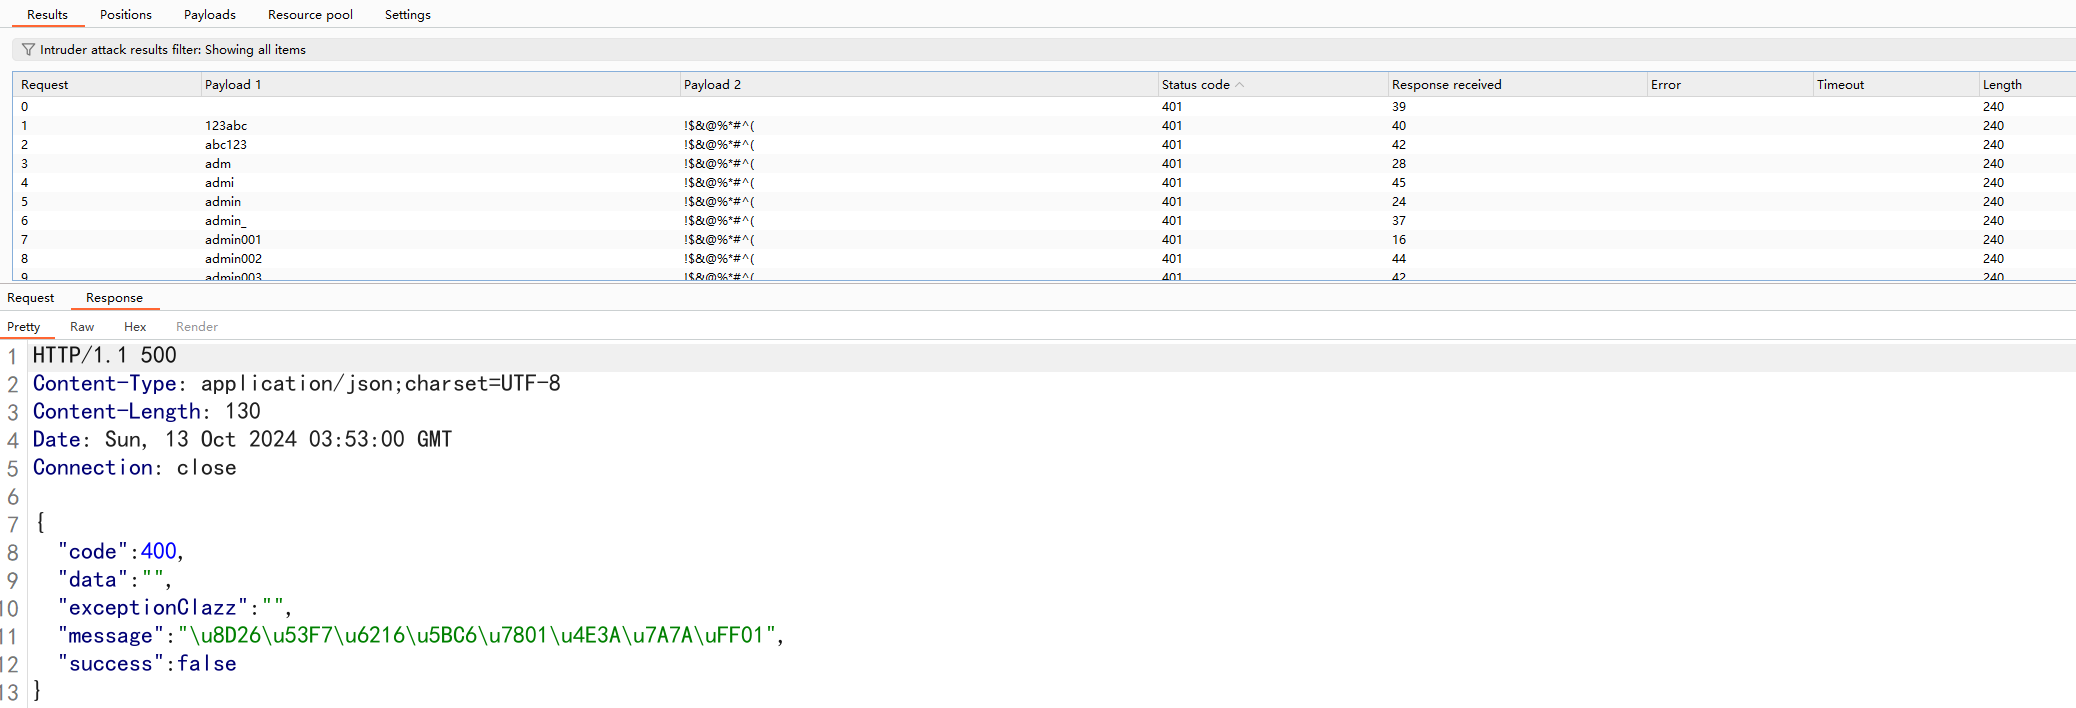 Results Positions Payloads Resource pool Settings
Intruder attack results filter: Showing all items
Request Payload 1 Payload 2 Status code Response received Error Timeout Length
0 401 39 240
1 123abc !$&@%*#^( 401 40 240
2 abc123 !$&@%*#^( 401 42 240
3 adm !$&@%*#^( 401 28 240
4 admi !$&@%*#^( 401 45 240
5 admin !$&@%*#^( 401 24 240
6 admin_ !$&@%*#^( 401 37 240
7 admin001 !$&@%*#^( 401 16 240
8 admin002 !$&@%*#^( 401 44 240
9 admin003 !$&@%*#^( 401 42 240
Request Response
Pretty Raw Hex Render
1 HTTP/1.1 500
2 Content-Type: application/json;charset=UTF-8
3 Content-Length: 130
4 Date: Sun, 13 Oct 2024 03:53:00 GMT
5 Connection: close
6
7 {
8 "code":400,
9 "data":"",
10 "exceptionClazz":"",
11 "message":"\u8D26\u53F7\u6216\u5BC6\u7801\u4E3A\u7A7A\uFF01",
12 "success":false
13 }